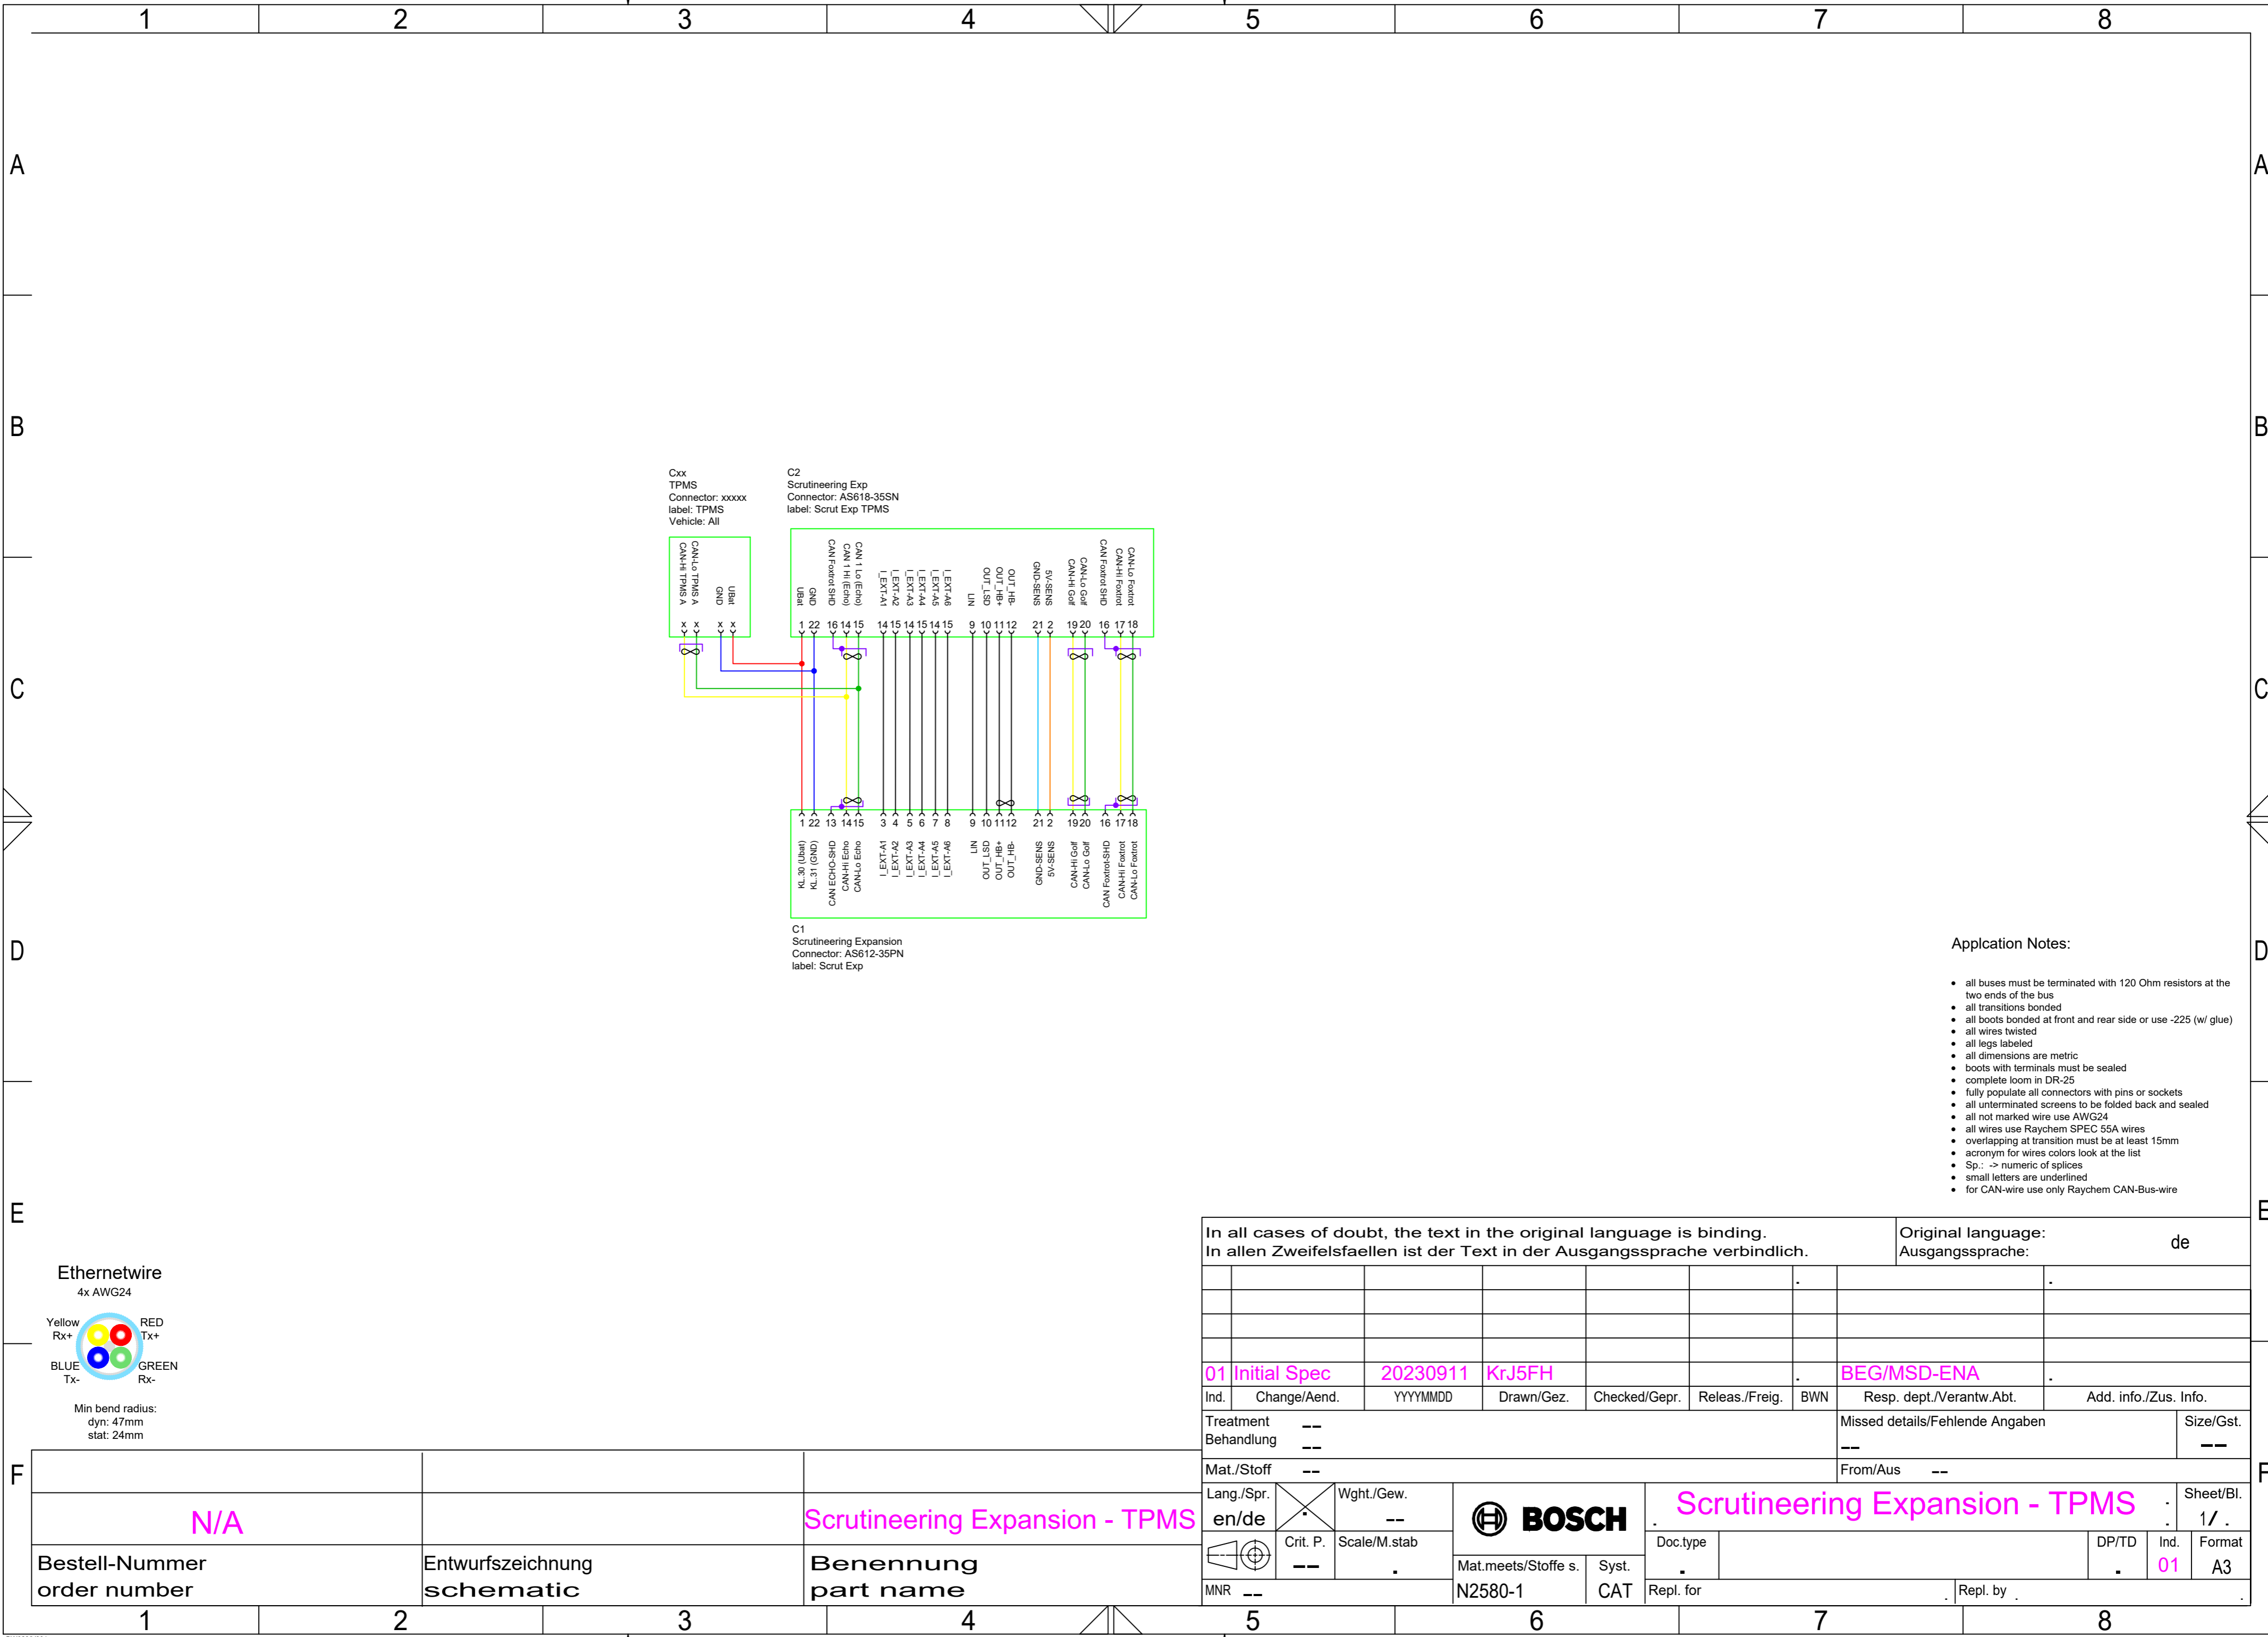 1 2 3 4 5 6 7 8
A A
B B
C C
D D
E E
F F
Cxx
TPMS
Connector: xxxxx
label: TPMS
Vehicle: All
C2
Scrutineering Exp
Connector: AS618-35SN
label: Scrut Exp TPMS
CAN-Hi TPMS A
CAN-Lo TPMS A
GND
UBat
x x x x
UBat
GND
CAN Foxtrot SHD
CAN 1 Hi (Echo)
CAN 1 Lo (Echo)
I_EXT-A1
I_EXT-A2
I_EXT-A3
I_EXT-A4
I_EXT-A5
I_EXT-A6
LIN
OUT_LSD
OUT_HB+
OUT_HB-
GND-SENS
5V-SENS
CAN-Hi Golf
CAN-Lo Golf
CAN Foxtrot SHD
CAN-Hi Foxtrot
CAN-Lo Foxtrot
1 22 16 14 15 14 15 14 15 14 15 9 10 11 12 21 2 19 20 16 17 18
1 22 13 14 15 3 4 5 6 7 8 9 10 11 12 21 2 19 20 16 17 18
KL.30 (Ubat)
KL.31 (GND)
CAN ECHO-SHD
CAN-Hi Echo
CAN-Lo Echo
I_EXT-A1
I_EXT-A2
I_EXT-A3
I_EXT-A4
I_EXT-A5
I_EXT-A6
LIN
OUT_LSD
OUT_HB+
OUT_HB-
GND-SENS
5V-SENS
CAN-Hi Golf
CAN-Lo Golf
CAN Foxtrot-SHD
CAN-Hi Foxtrot
CAN-Lo Foxtrot
C1
Scrutineering Expansion
Connector: AS612-35PN
label: Scrut Exp
Applcation Notes:
• all buses must be terminated with 120 Ohm resistors at the
two ends of the bus
• all transitions bonded
• all boots bonded at front and rear side or use -225 (w/ glue)
• all wires twisted
• all legs labeled
• all dimensions are metric
• boots with terminals must be sealed
• complete loom in DR-25
• fully populate all connectors with pins or sockets
• all unterminated screens to be folded back and sealed
• all not marked wire use AWG24
• all wires use Raychem SPEC 55A wires
• overlapping at transition must be at least 15mm
• acronym for wires colors look at the list
• Sp.: -> numeric of splices
• small letters are underlined
• for CAN-wire use only Raychem CAN-Bus-wire
Ethernetwire
4x AWG24
Yellow RED
Rx+ Tx+
BLUE GREEN
Tx- Rx-
Min bend radius:
dyn: 47mm
stat: 24mm
In all cases of doubt, the text in the original language is binding.
In allen Zweifelsfaellen ist der Text in der Ausgangssprache verbindlich.
Original language:
Ausgangssprache:
de
. .
01 Initial Spec 20230911 KrJ5FH . BEG/MSD-ENA .
Ind. Change/Aend. YYYYMMDD Drawn/Gez. Checked/Gepr. Releas./Freig. BWN Resp. dept./Verantw.Abt. Add. info./Zus. Info.
Treatment --
Behandlung --
Missed details/Fehlende Angaben
--
Size/Gst.
--
Mat./Stoff --
From/Aus --
Lang./Spr.
en/de
.
Wght./Gew.
--
BOSCH
. Scrutineering Expansion - TPMS .
.
Sheet/Bl.
1/ .
Crit. P.
--
Scale/M.stab
.
Mat.meets/Stoffe s.
N2580-1
Syst.
CAT
Doc.type
.
DP/TD
.
Ind.
01
Format
A3
MNR --
Repl. for .
Repl. by . .
N/A
Scrutineering Expansion - TPMS
Bestell-Nummer
order number
Entwurfszeichnung
schematic
Benennung
part name
1 2 3 4 5 6 7 8